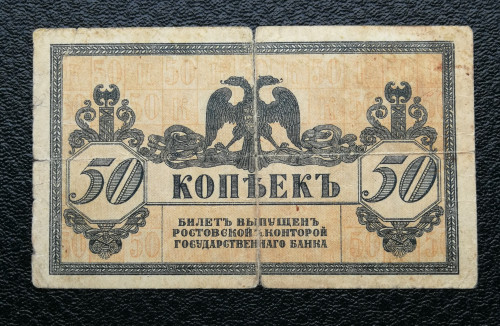 50 КОПѢЕКЪ 50
БИЛЕТЪ ВЫПУЩЕНЪ
РОСТОВСКОЙ КОНТОРОЙ
ГОСУДАРСТВЕННАГО БАНКА